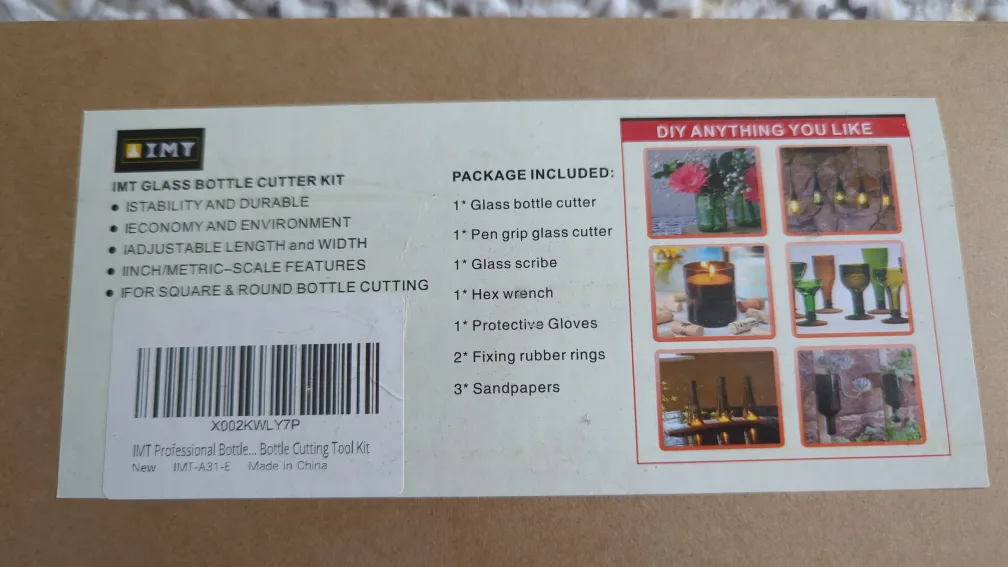 IMT
IMT GLASS BOTTLE CUTTER KIT
• ISTABILITY AND DURABLE
• IECONOMY AND ENVIRONMENT
• IADJUSTABLE LENGTH and WIDTH
• IINCH/METRIC–SCALE FEATURES
• IFOR SQUARE & ROUND BOTTLE CUTTING
X002KWLY7P
IMT Professional Bottle... Bottle Cutting Tool Kit
New IMT-A31-E Made in China
PACKAGE INCLUDED:
1* Glass bottle cutter
1* Pen grip glass cutter
1* Glass scribe
1* Hex wrench
1* Protective Gloves
2* Fixing rubber rings
3* Sandpapers
DIY ANYTHING YOU LIKE